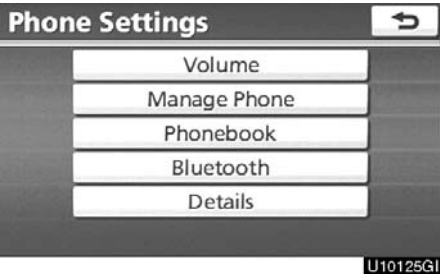 Phone Settings
Volume
Manage Phone
Phonebook
Bluetooth
Details
U10125GI